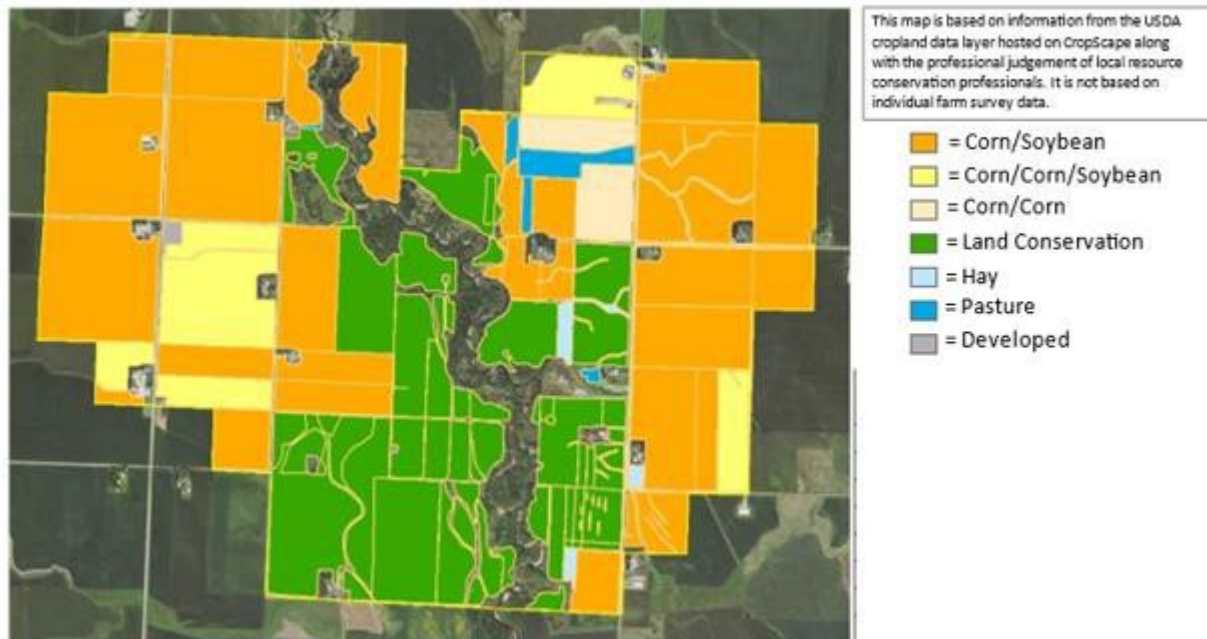 This map is based on information from the USDA
cropland data layer hosted on CropScape along
with the professional judgement of local resource
conservation professionals. It is not based on
individual farm survey data.
= Corn/Soybean
= Corn/Corn/Soybean
= Corn/Corn
= Land Conservation
= Hay
= Pasture
= Developed